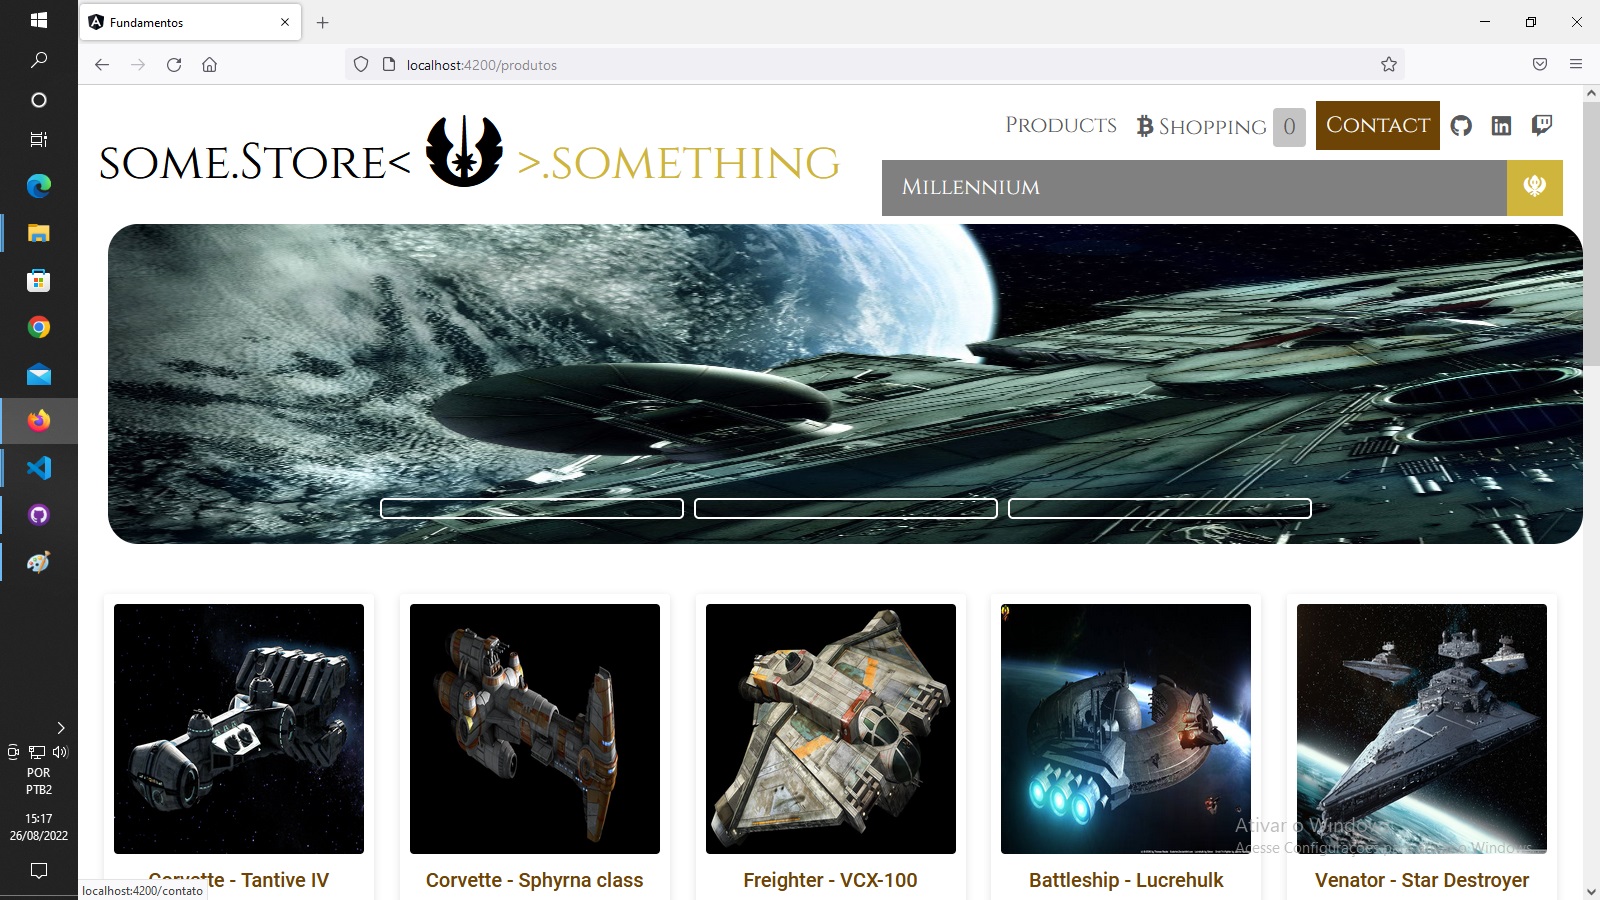 Fundamentos
localhost:4200/produtos
Products
Shopping 0
Contact
some.Store< >.something
Millennium
Corvette - Tantive IV
Corvette - Sphyrna class
Freighter - VCX-100
Battleship - Lucrehulk
Venator - Star Destroyer
Ativar o Windows
Acesse Configurações para ativar o Windows.
localhost:4200/contato
POR
PTB2
15:17
26/08/2022